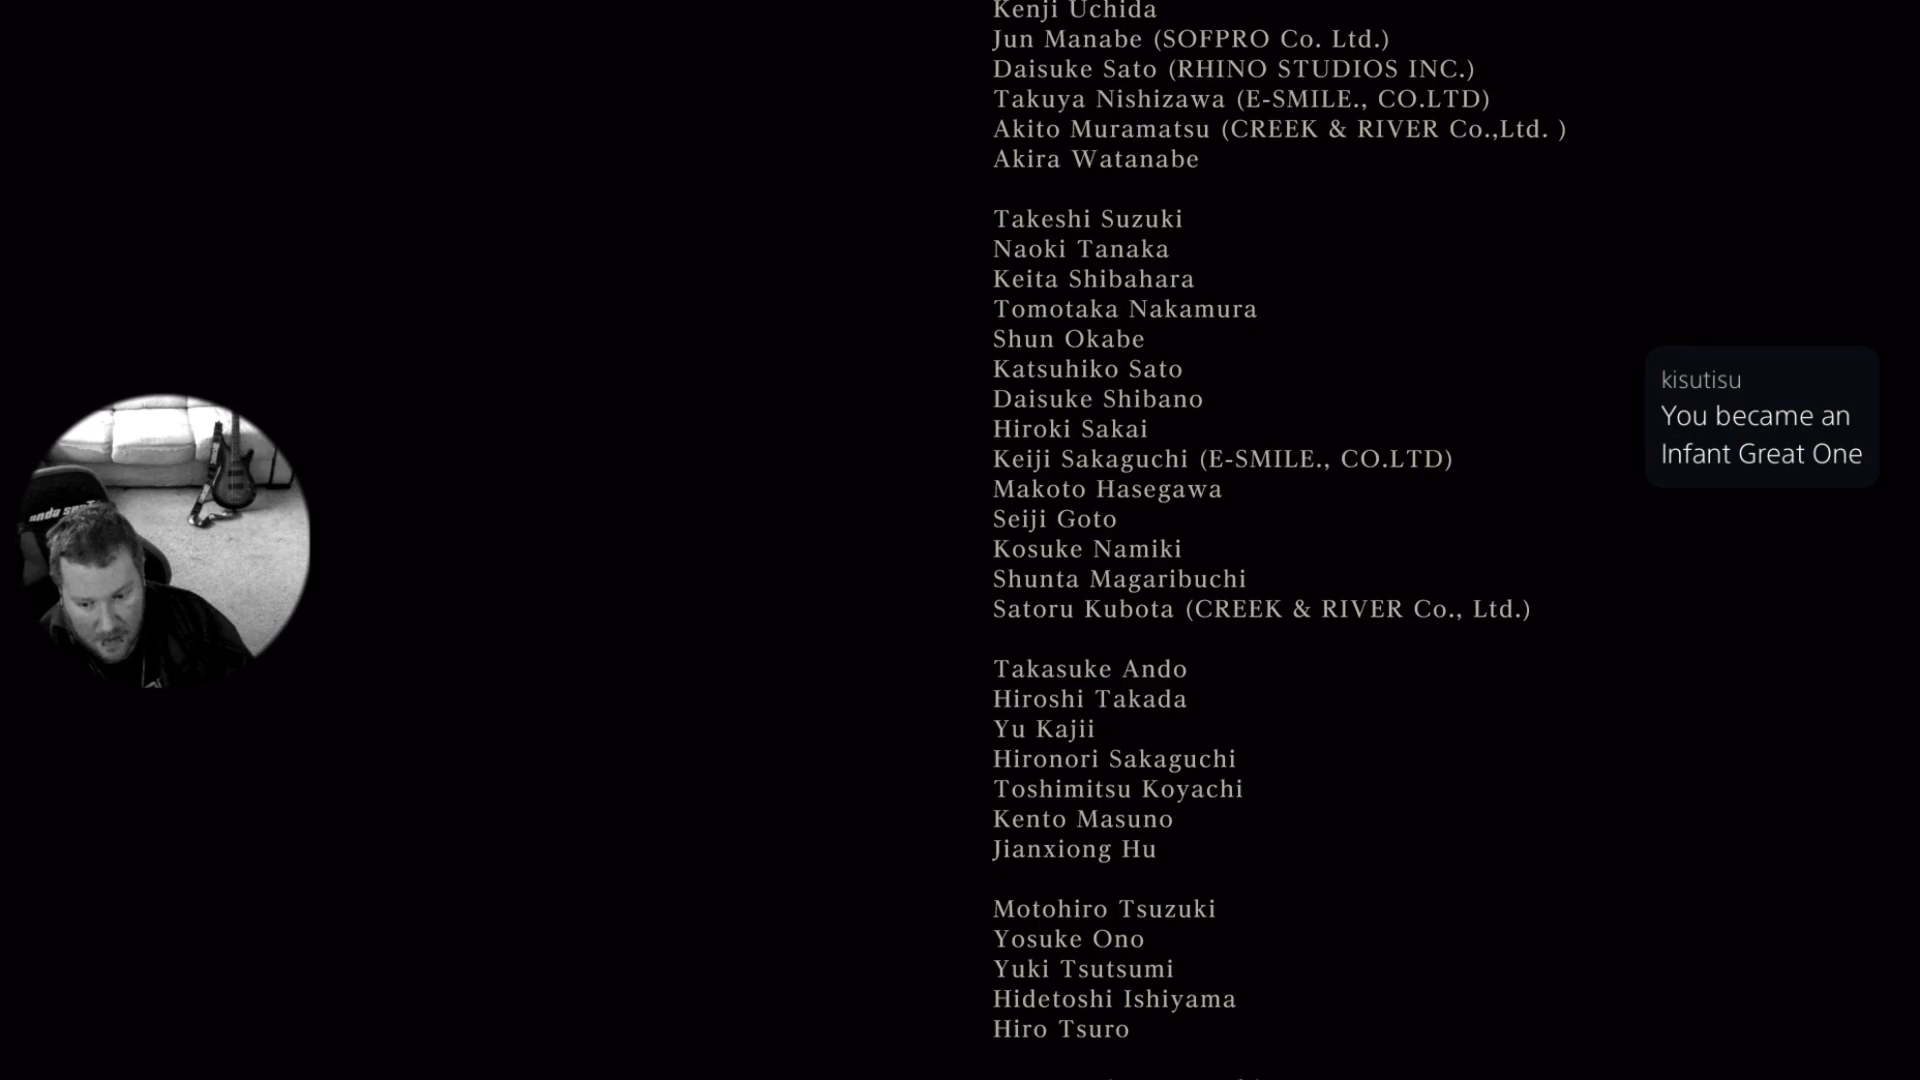 Kenji Uchida
Jun Manabe (SOFPRO Co. Ltd.)
Daisuke Sato (RHINO STUDIOS INC.)
Takuya Nishizawa (E-SMILE., CO.LTD)
Akito Muramatsu (CREEK & RIVER Co.,Ltd. )
Akira Watanabe
Takeshi Suzuki
Naoki Tanaka
Keita Shibahara
Tomotaka Nakamura
Shun Okabe
Katsuhiko Sato
Daisuke Shibano
Hiroki Sakai
Keiji Sakaguchi (E-SMILE., CO.LTD)
Makoto Hasegawa
Seiji Goto
Kosuke Namiki
Shunta Magaribuchi
Satoru Kubota (CREEK & RIVER Co., Ltd.)
Takasuke Ando
Hiroshi Takada
Yu Kajii
Hironori Sakaguchi
Toshimitsu Koyachi
Kento Masuno
Jianxiong Hu
Motohiro Tsuzuki
Yosuke Ono
Yuki Tsutsumi
Hidetoshi Ishiyama
Hiro Tsuro
kisutisu
You became an
Infant Great One